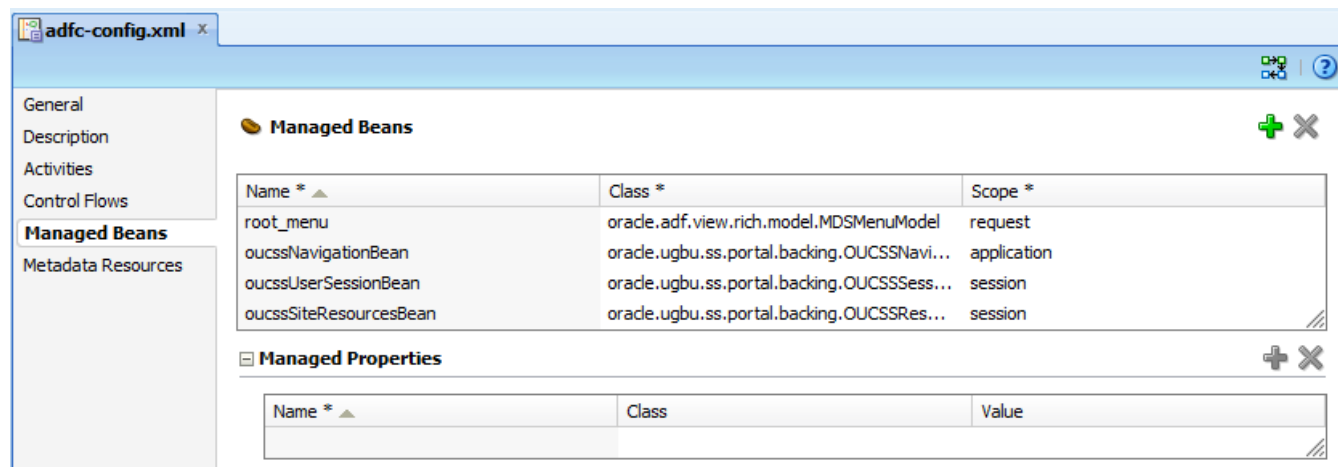 adfc-config.xml x
General
Description
Activities
Control Flows
Managed Beans
Metadata Resources
Managed Beans
Name * Class * Scope *
root_menu oracle.adf.view.rich.model.MDSMenuModel request
oucssNavigationBean oracle.ugbu.ss.portal.backing.OUCSSNavi... application
oucssUserSessionBean oracle.ugbu.ss.portal.backing.OUCSSSess... session
oucssSiteResourcesBean oracle.ugbu.ss.portal.backing.OUCSSRes... session
Managed Properties
Name * Class Value